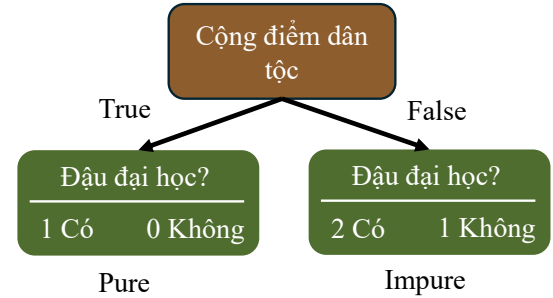 Cộng điểm dân
tộc
True
False
Đậu đại học?
1 Có 0 Không
Đậu đại học?
2 Có 1 Không
Pure
Impure